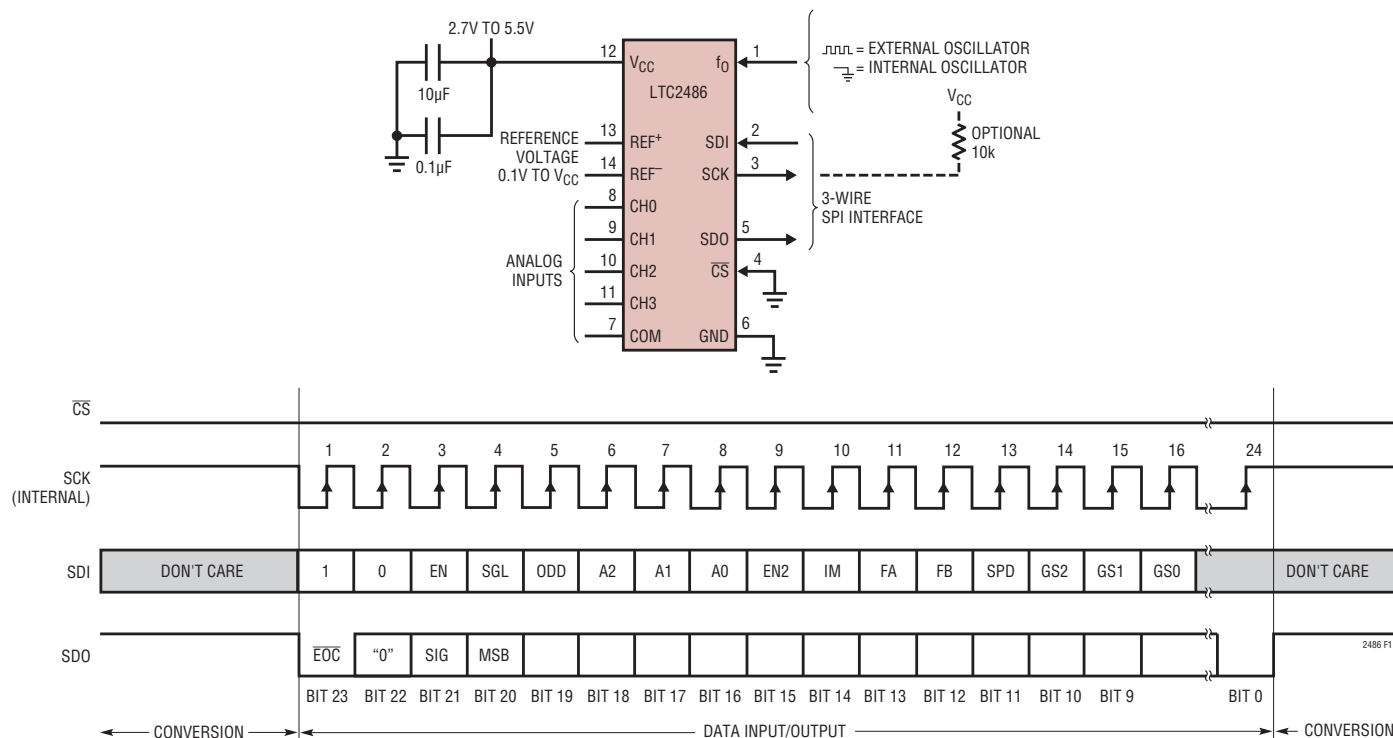 2.7V TO 5.5V
10µF
0.1µF
REFERENCE
VOLTAGE
0.1V TO VCC
ANALOG
INPUTS
12
13
14
8
9
10
11
7
VCC
REF+
REF–
CH0
CH1
CH2
CH3
COM
LTC2486
fO
SDI
SCK
SDO
CS
GND
1
2
3
5
4
6
= EXTERNAL OSCILLATOR
= INTERNAL OSCILLATOR
VCC
OPTIONAL
10k
3-WIRE
SPI INTERFACE
CS
SCK
(INTERNAL)
1 2 3 4 5 6 7 8 9 10 11 12 13 14 15 16 24
SDI DON'T CARE 1 0 EN SGL ODD A2 A1 A0 EN2 IM FA FB SPD GS2 GS1 GS0 DON'T CARE
SDO EOC “0” SIG MSB
2486 F1
BIT 23 BIT 22 BIT 21 BIT 20 BIT 19 BIT 18 BIT 17 BIT 16 BIT 15 BIT 14 BIT 13 BIT 12 BIT 11 BIT 10 BIT 9 BIT 0
CONVERSION DATA INPUT/OUTPUT CONVERSION